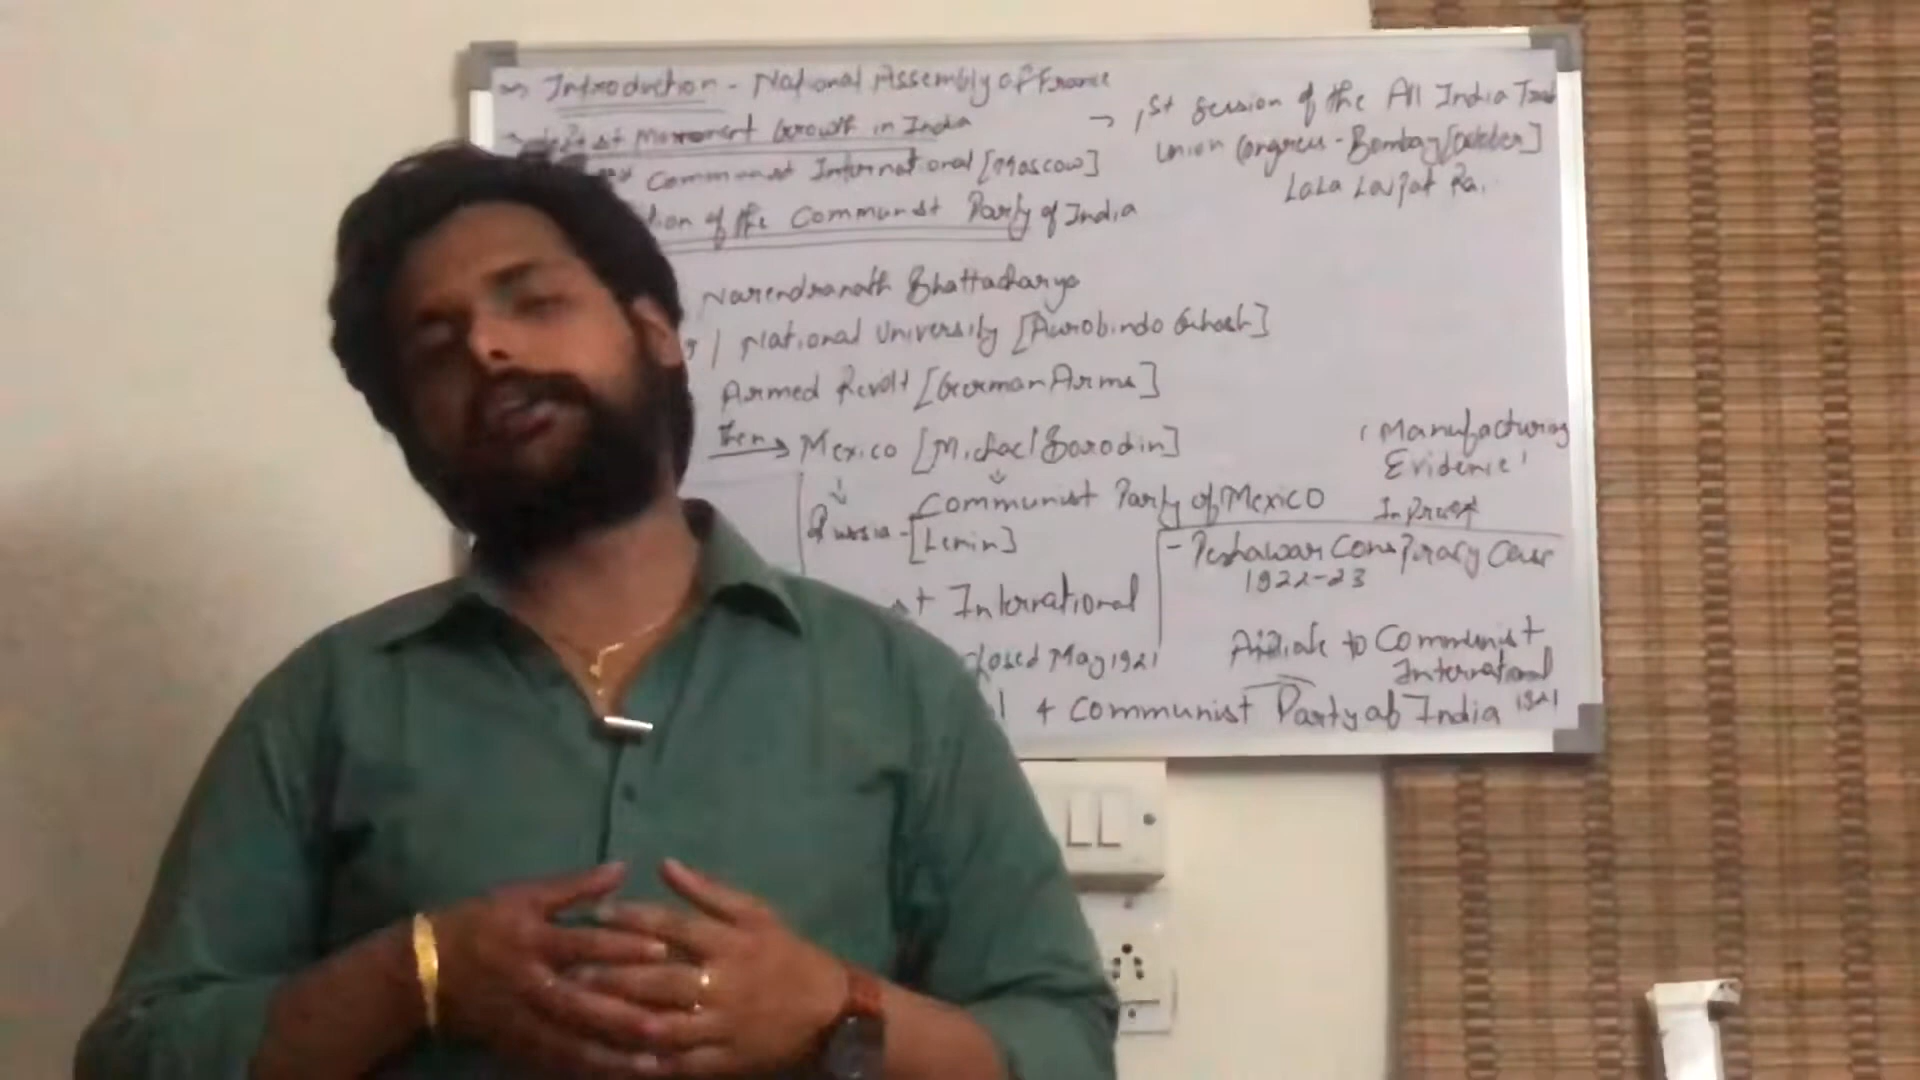 Introduction - National Assembly of France
Movement Growth in India
Communist International [Moscow]
tion of the Communist Party of India
→ 1st session of the All India Trad
Union Congress - Bombay [October]
Lala Lajpat Ra.
Narendranath Bhattacharya
/ National University [Aurobindo Ghosh]
Armed Revolt [German Arms]
then → Mexico [Michael Borodin]
Communist Party of Mexico
Russia - [Lenin]
t International
closed May 1921
l + Communist Party of India 1921
'Manufacturing
Evidence'
- Peshawar Conspiracy Case
1922-23
to Communist
International